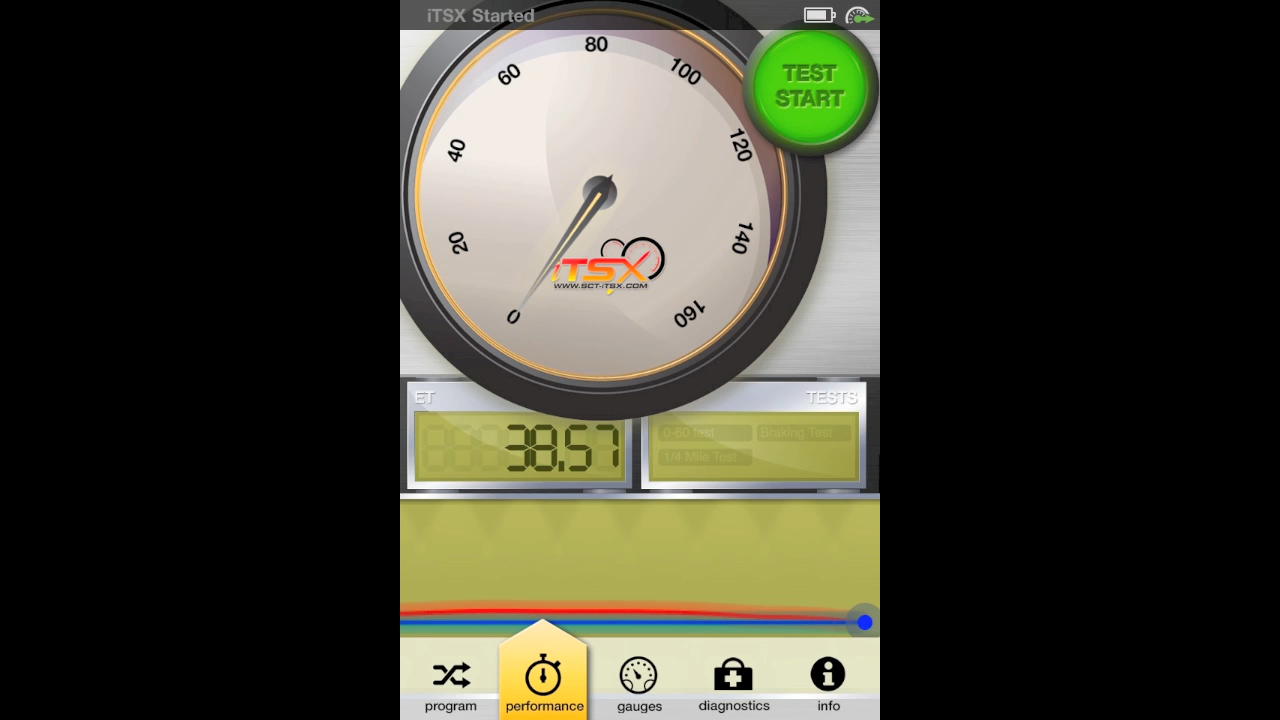 iTSX Started
80
60
100
TEST
START
40
120
20
140
iTSX
WWW.SCT-iTSX.COM
0
160
ET
TESTS
38.57
0-60 test
Braking Test
1/4 Mile Test
program
performance
gauges
diagnostics
info